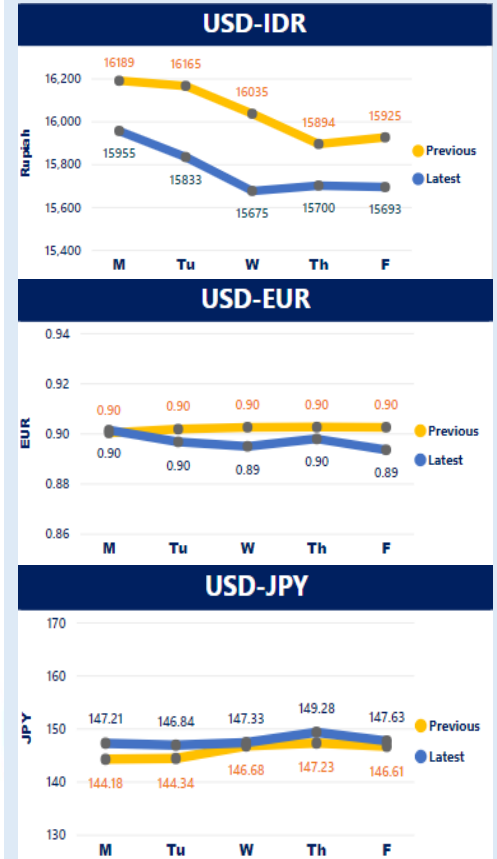 USD-IDR
16189 16165
16,200
16035
16,000
15894 15925
15955
15833
15,800
15,600
15675 15700 15693
15,400
Rupiah
Previous
Latest
M Tu W Th F
USD-EUR
0.94
0.92
0.90 0.90 0.90 0.90 0.90
0.90
0.90 0.90 0.89 0.90 0.89
0.88
0.86
EUR
Previous
Latest
M Tu W Th F
USD-JPY
170
160
147.21 146.84 147.33 149.28 147.63
150
140
144.18 144.34 146.68 147.23 146.61
130
JPY
Previous
Latest
M Tu W Th F